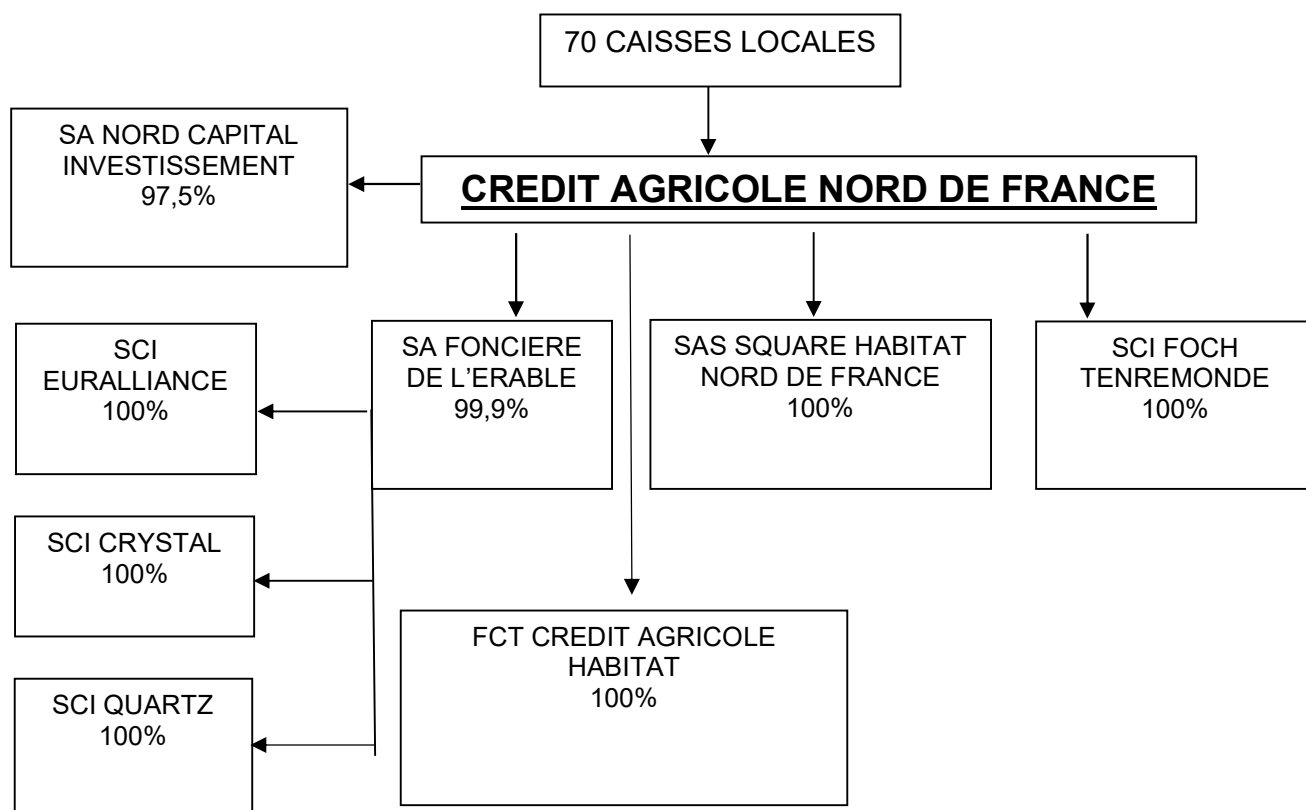 70 CAISSES LOCALES
SA NORD CAPITAL
INVESTISSEMENT
97,5%
CREDIT AGRICOLE NORD DE FRANCE
SCI
EURALLIANCE
100%
SA FONCIERE
DE L’ERABLE
99,9%
SAS SQUARE HABITAT
NORD DE FRANCE
100%
SCI FOCH
TENREMONDE
100%
SCI CRYSTAL
100%
FCT CREDIT AGRICOLE
HABITAT
100%
SCI QUARTZ
100%